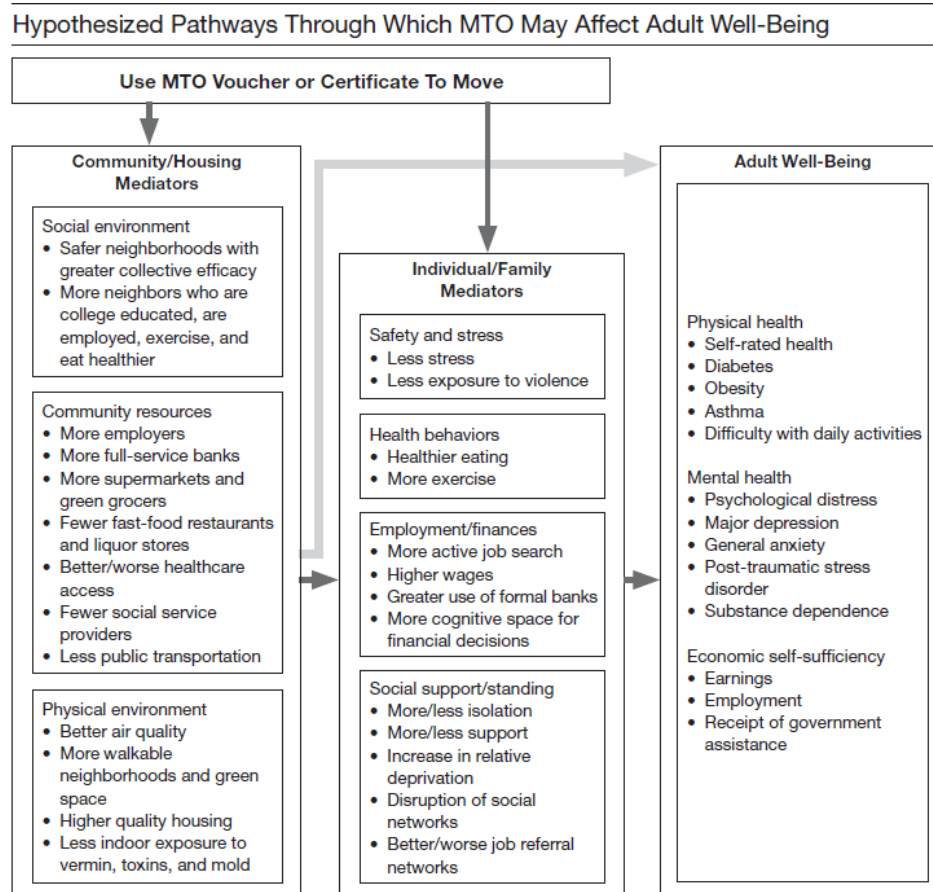 Hypothesized Pathways Through Which MTO May Affect Adult Well-Being
Use MTO Voucher or Certificate To Move
Community/Housing
Mediators
Social environment
• Safer neighborhoods with
greater collective efficacy
• More neighbors who are
college educated, are
employed, exercise, and
eat healthier
Community resources
• More employers
• More full-service banks
• More supermarkets and
green grocers
• Fewer fast-food restaurants
and liquor stores
• Better/worse healthcare
access
• Fewer social service
providers
• Less public transportation
Physical environment
• Better air quality
• More walkable
neighborhoods and green
space
• Higher quality housing
• Less indoor exposure to
vermin, toxins, and mold
Individual/Family
Mediators
Safety and stress
• Less stress
• Less exposure to violence
Health behaviors
• Healthier eating
• More exercise
Employment/finances
• More active job search
• Higher wages
• Greater use of formal banks
• More cognitive space for
financial decisions
Social support/standing
• More/less isolation
• More/less support
• Increase in relative
deprivation
• Disruption of social
networks
• Better/worse job referral
networks
Adult Well-Being
Physical health
• Self-rated health
• Diabetes
• Obesity
• Asthma
• Difficulty with daily activities
Mental health
• Psychological distress
• Major depression
• General anxiety
• Post-traumatic stress
disorder
• Substance dependence
Economic self-sufficiency
• Earnings
• Employment
• Receipt of government
assistance